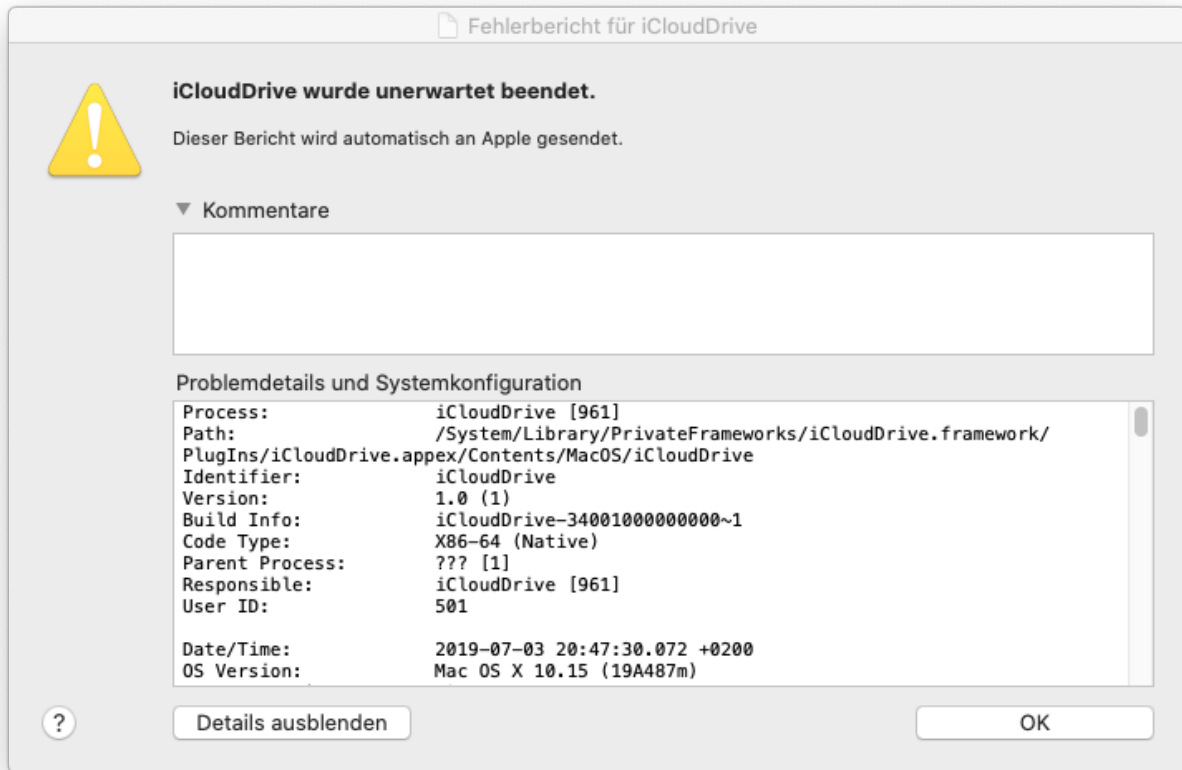 Fehlerbericht für iCloudDrive
iCloudDrive wurde unerwartet beendet.
Dieser Bericht wird automatisch an Apple gesendet.
▼ Kommentare
Problemdetails und Systemkonfiguration
Process: iCloudDrive [961]
Path: /System/Library/PrivateFrameworks/iCloudDrive.framework/
PlugIns/iCloudDrive.appex/Contents/MacOS/iCloudDrive
Identifier: iCloudDrive
Version: 1.0 (1)
Build Info: iCloudDrive-34001000000000~1
Code Type: X86-64 (Native)
Parent Process: ??? [1]
Responsible: iCloudDrive [961]
User ID: 501
Date/Time: 2019-07-03 20:47:30.072 +0200
OS Version: Mac OS X 10.15 (19A487m)
? Details ausblenden OK